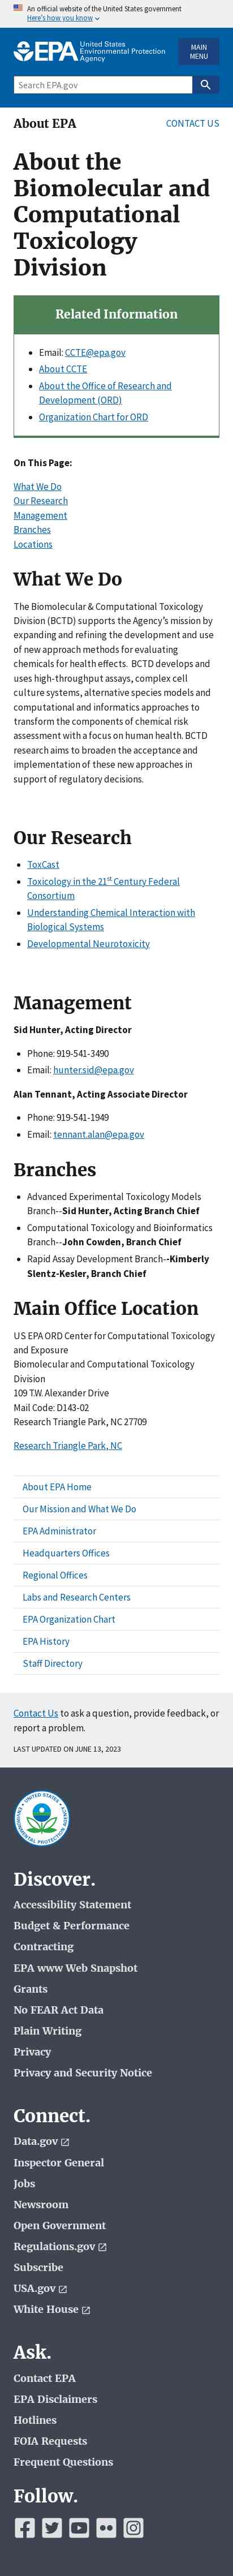 An official website of the United States government
Here's how you know
EPA United States
Environmental Protection
Agency
MAIN
MENU
Search EPA.gov
About EPA
CONTACT US
About the
Biomolecular and
Computational
Toxicology
Division
Related Information
Email: CCTE@epa.gov
About CCTE
About the Office of Research and
Development (ORD)
Organization Chart for ORD
On This Page:
What We Do
Our Research
Management
Branches
Locations
What We Do
The Biomolecular & Computational Toxicology
Division (BCTD) supports the Agency's mission by
expanding the development, evaluation, and use
of new approach methods for evaluating
chemicals for health effects. BCTD develops and
uses high-throughput assays, complex cell
culture systems, alternative species models and
computational and informatics approaches to
improve components of chemical risk
assessment with a focus on human health. BCTD
research aims to broaden the acceptance and
implementation of these new approaches in
support of regulatory decisions.
Our Research
ToxCast
Toxicology in the 21st Century Federal
Consortium
Understanding Chemical Interaction with
Biological Systems
Developmental Neurotoxicity
Management
Sid Hunter, Acting Director
Phone: 919-541-3490
Email: hunter.sid@epa.gov
Alan Tennant, Acting Associate Director
Phone: 919-541-1949
Email: tennant.alan@epa.gov
Branches
Advanced Experimental Toxicology Models
Branch--Sid Hunter, Acting Branch Chief
Computational Toxicology and Bioinformatics
Branch--John Cowden, Branch Chief
Rapid Assay Development Branch--Kimberly
Slentz-Kesler, Branch Chief
Main Office Location
US EPA ORD Center for Computational Toxicology
and Exposure
Biomolecular and Computational Toxicology
Division
109 T.W. Alexander Drive
Mail Code: D143-02
Research Triangle Park, NC 27709
Research Triangle Park, NC
About EPA Home
Our Mission and What We Do
EPA Administrator
Headquarters Offices
Regional Offices
Labs and Research Centers
EPA Organization Chart
EPA History
Staff Directory
Contact Us to ask a question, provide feedback, or
report a problem.
LAST UPDATED ON JUNE 13, 2023
UNITED STATES
ENVIRONMENTAL PROTECTION AGENCY
Discover.
Accessibility Statement
Budget & Performance
Contracting
EPA www Web Snapshot
Grants
No FEAR Act Data
Plain Writing
Privacy
Privacy and Security Notice
Connect.
Data.gov
Inspector General
Jobs
Newsroom
Open Government
Regulations.gov
Subscribe
USA.gov
White House
Ask.
Contact EPA
EPA Disclaimers
Hotlines
FOIA Requests
Frequent Questions
Follow.